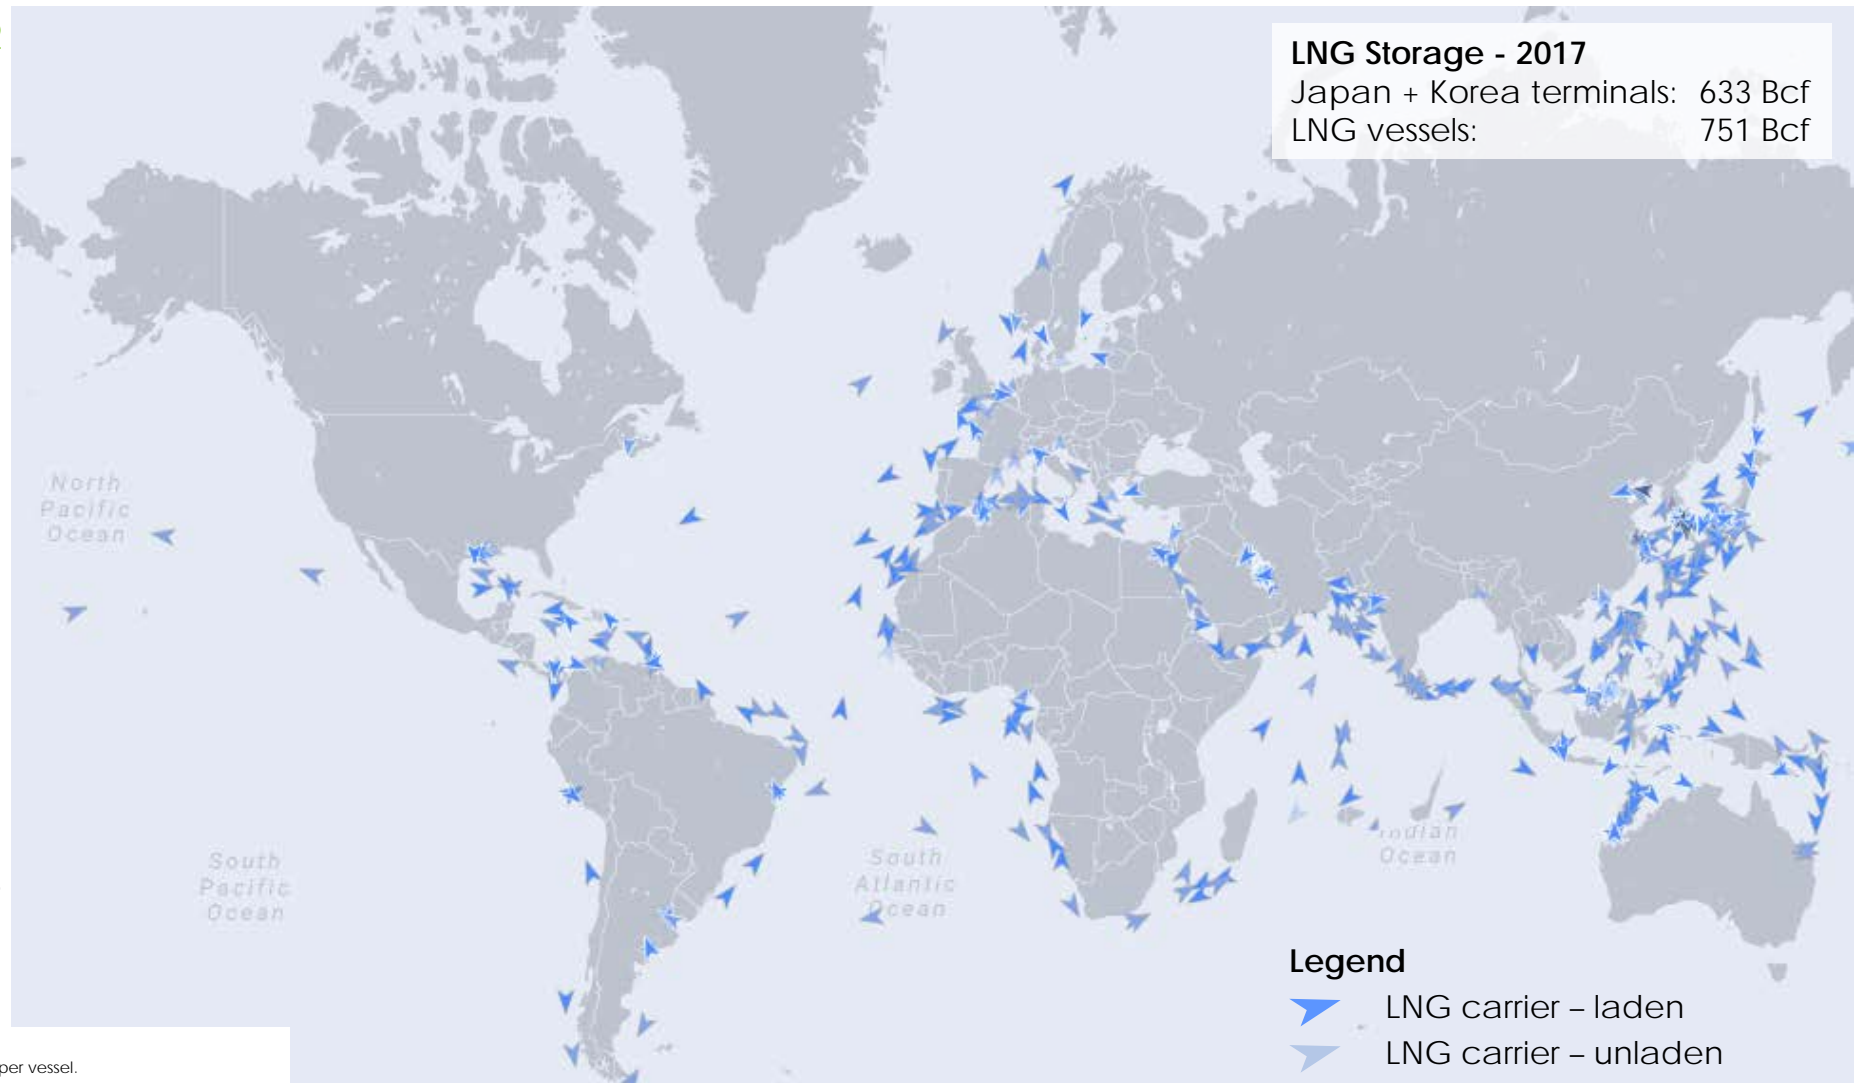 LNG Storage - 2017
Japan + Korea terminals: 633 Bcf
LNG vessels: 751 Bcf
North
Pacific
Ocean
South
Pacific
Ocean
South
Atlantic
Ocean
Indian
Ocean
Legend
LNG carrier – laden
LNG carrier – unladen
per vessel.